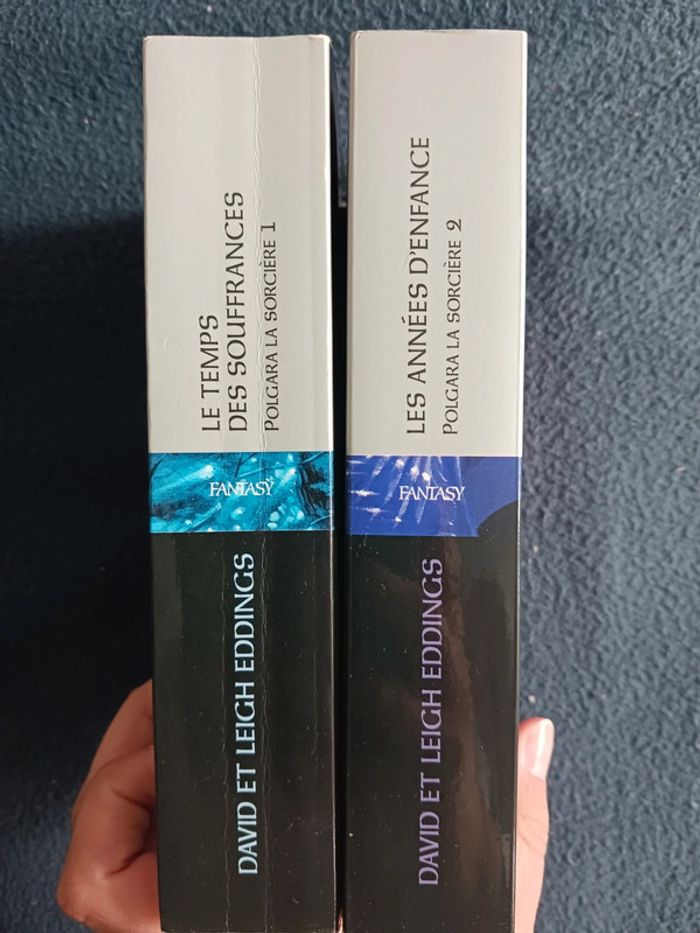 LE TEMPS
DES SOUFFRANCES
POLGARA LA SORCIÈRE 1
FANTASY
DAVID ET LEIGH EDDINGS
LES ANNÉES D'ENFANCE
POLGARA LA SORCIÈRE 2
FANTASY
DAVID ET LEIGH EDDINGS